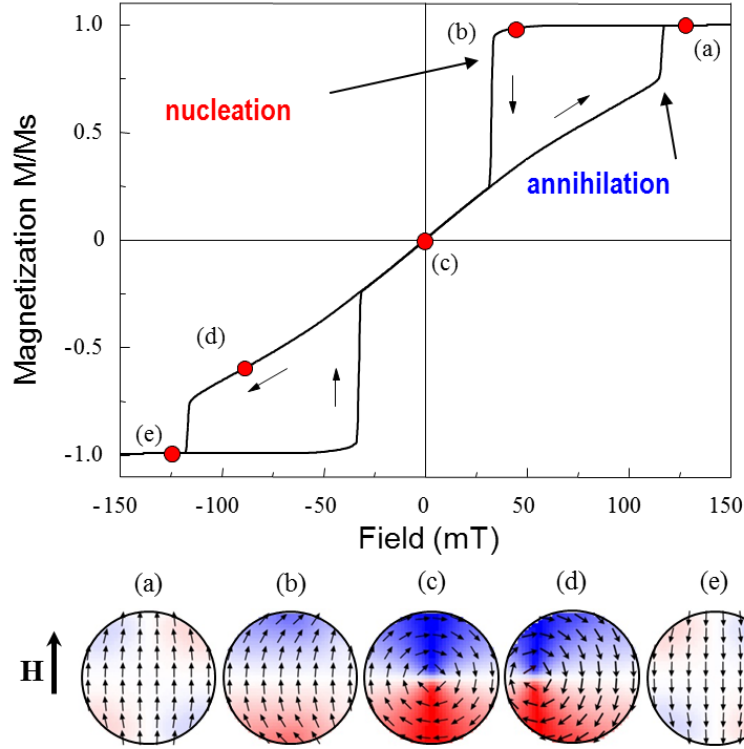 1.0
(b)
(a)
nucleation
0.5
annihilation
0
(c)
(d)
-0.5
(e)
-1.0
-150
-100
-50
0
50
100
150
Magnetization M/Ms
Field (mT)
(a)
(b)
(c)
(d)
(e)
H